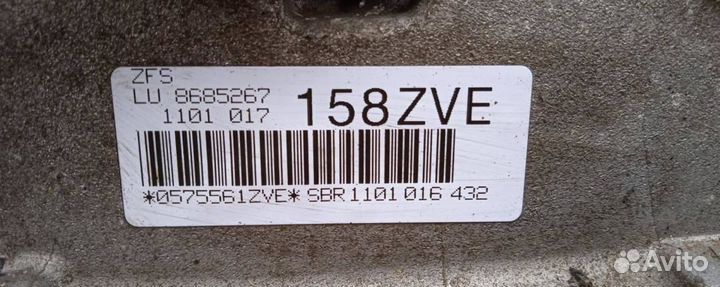 ZFS
LU 8685267 158ZVE
1101 017
*0575561ZVE* SBR1101 016 432
Avito